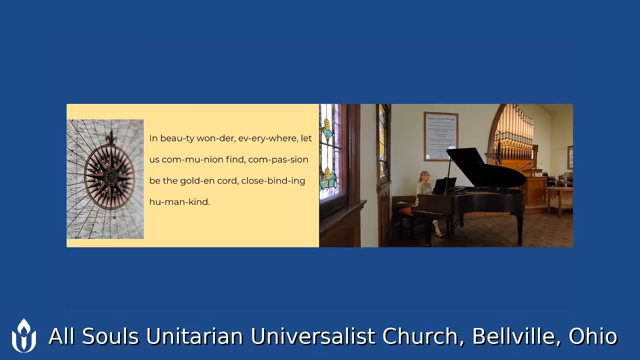 In beau-ty won-der, ev-ery-where, let
us com-mu-nion find, com-pas-sion
be the gold-en cord, close-bind-ing
hu-man-kind.
All Souls Unitarian Universalist Church, Bellville, Ohio